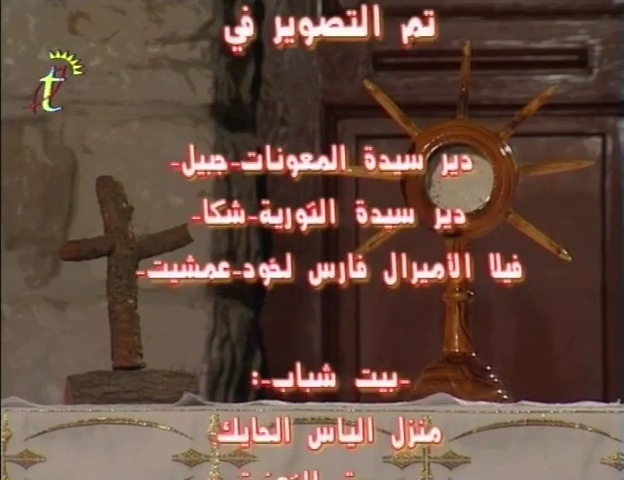 تم التصوير في
دير سيدة المعونات-جبيل-
دير سيدة النورية-شكا-
فيلا الأميرال فارس لحود-عمشيت-
-بيت شباب-:
منزل الياس الحايك